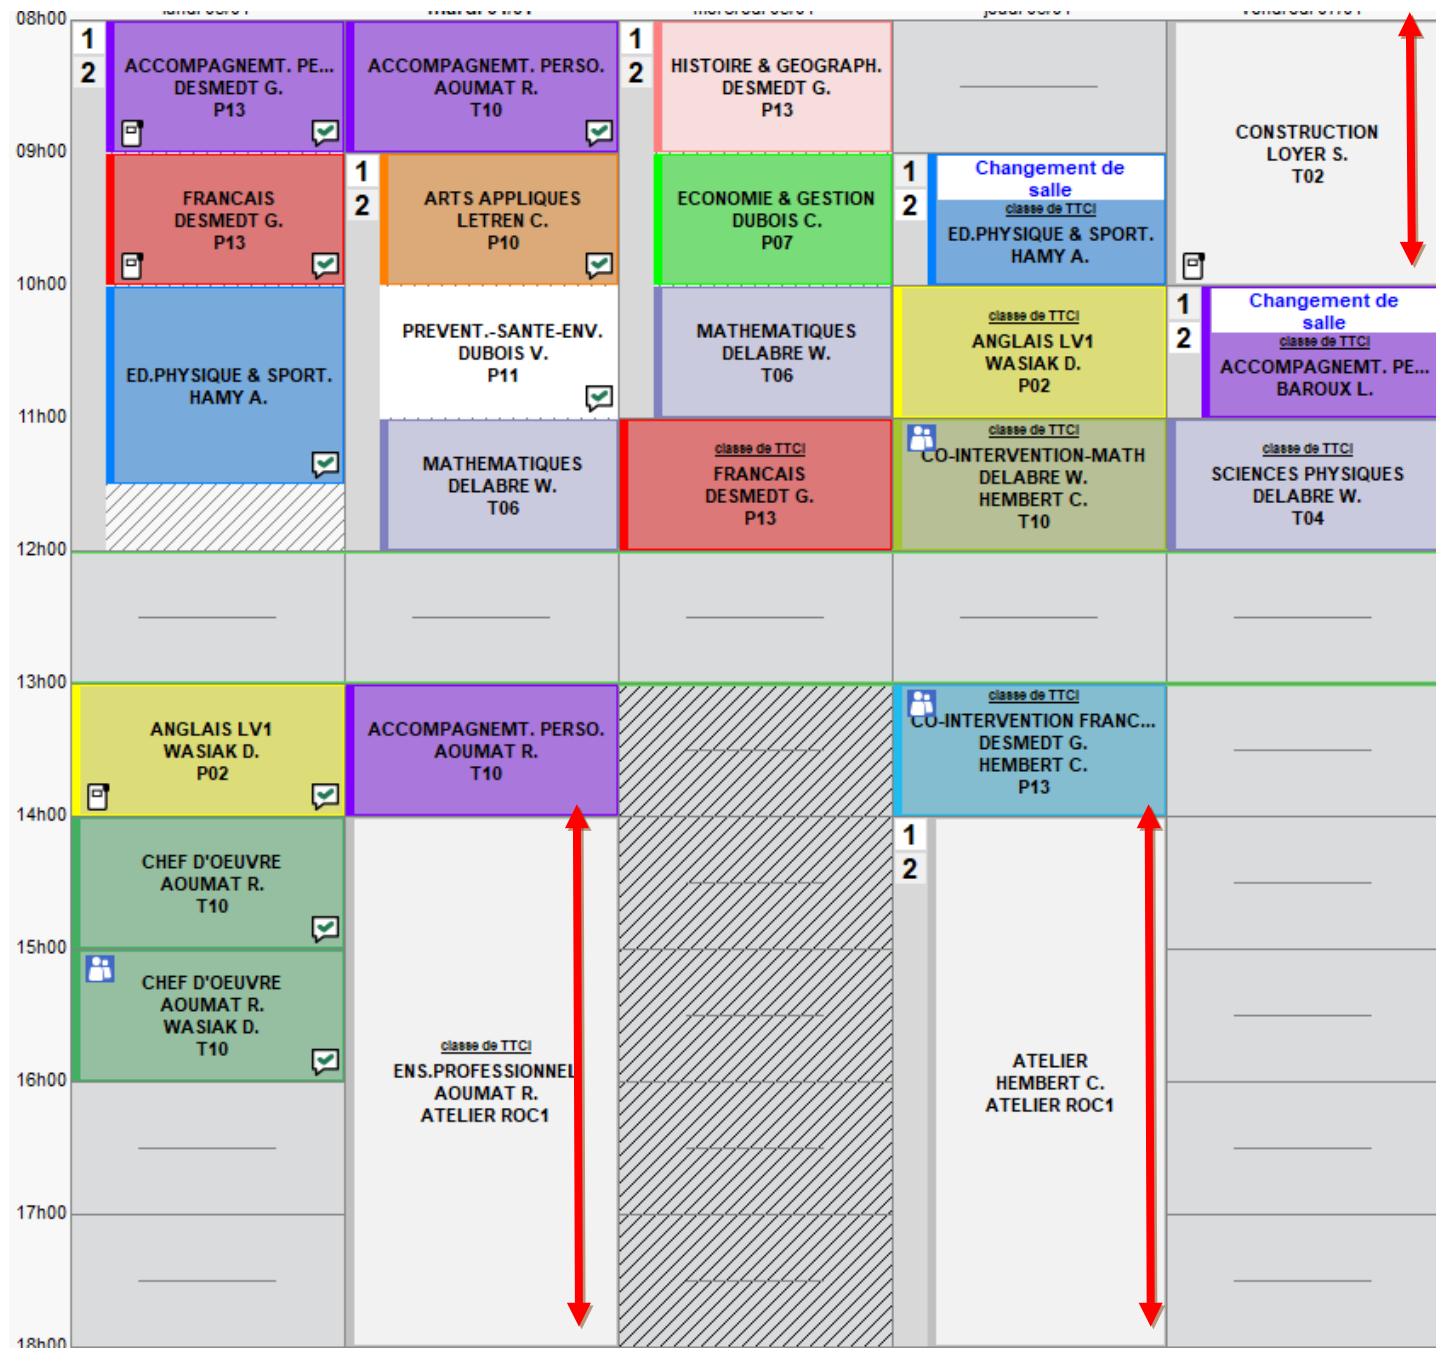 08h00
09h00
10h00
11h00
12h00
13h00
14h00
15h00
16h00
17h00
18h00
1
2
ACCOMPAGNEMT. PE...
DESMEDT G.
P13
FRANCAIS
DESMEDT G.
P13
ED.PHYSIQUE & SPORT.
HAMY A.
ANGLAIS LV1
WASIAK D.
P02
CHEF D'OEUVRE
AOUMAT R.
T10
CHEF D'OEUVRE
AOUMAT R.
WASIAK D.
T10
ACCOMPAGNEMT. PERSO.
AOUMAT R.
T10
1
2
ARTS APPLIQUES
LETREN C.
P10
PREVENT.-SANTE-ENV.
DUBOIS V.
P11
MATHEMATIQUES
DELABRE W.
T06
ACCOMPAGNEMT. PERSO.
AOUMAT R.
T10
classe de TTCI
ENS.PROFESSIONNEL
AOUMAT R.
ATELIER ROC1
1
2
HISTOIRE & GEOGRAPH.
DESMEDT G.
P13
ECONOMIE & GESTION
DUBOIS C.
P07
MATHEMATIQUES
DELABRE W.
T06
classe de TTCI
FRANCAIS
DESMEDT G.
P13
1
2
Changement de
salle
classe de TTCI
ED.PHYSIQUE & SPORT.
HAMY A.
classe de TTCI
ANGLAIS LV1
WASIAK D.
P02
classe de TTCI
CO-INTERVENTION-MATH
DELABRE W.
HEMBERT C.
T10
classe de TTCI
CO-INTERVENTION FRANC...
DESMEDT G.
HEMBERT C.
P13
1
2
ATELIER
HEMBERT C.
ATELIER ROC1
CONSTRUCTION
LOYER S.
T02
1
2
Changement de
salle
classe de TTCI
ACCOMPAGNEMT. PE...
BAROUX L.
classe de TTCI
SCIENCES PHYSIQUES
DELABRE W.
T04